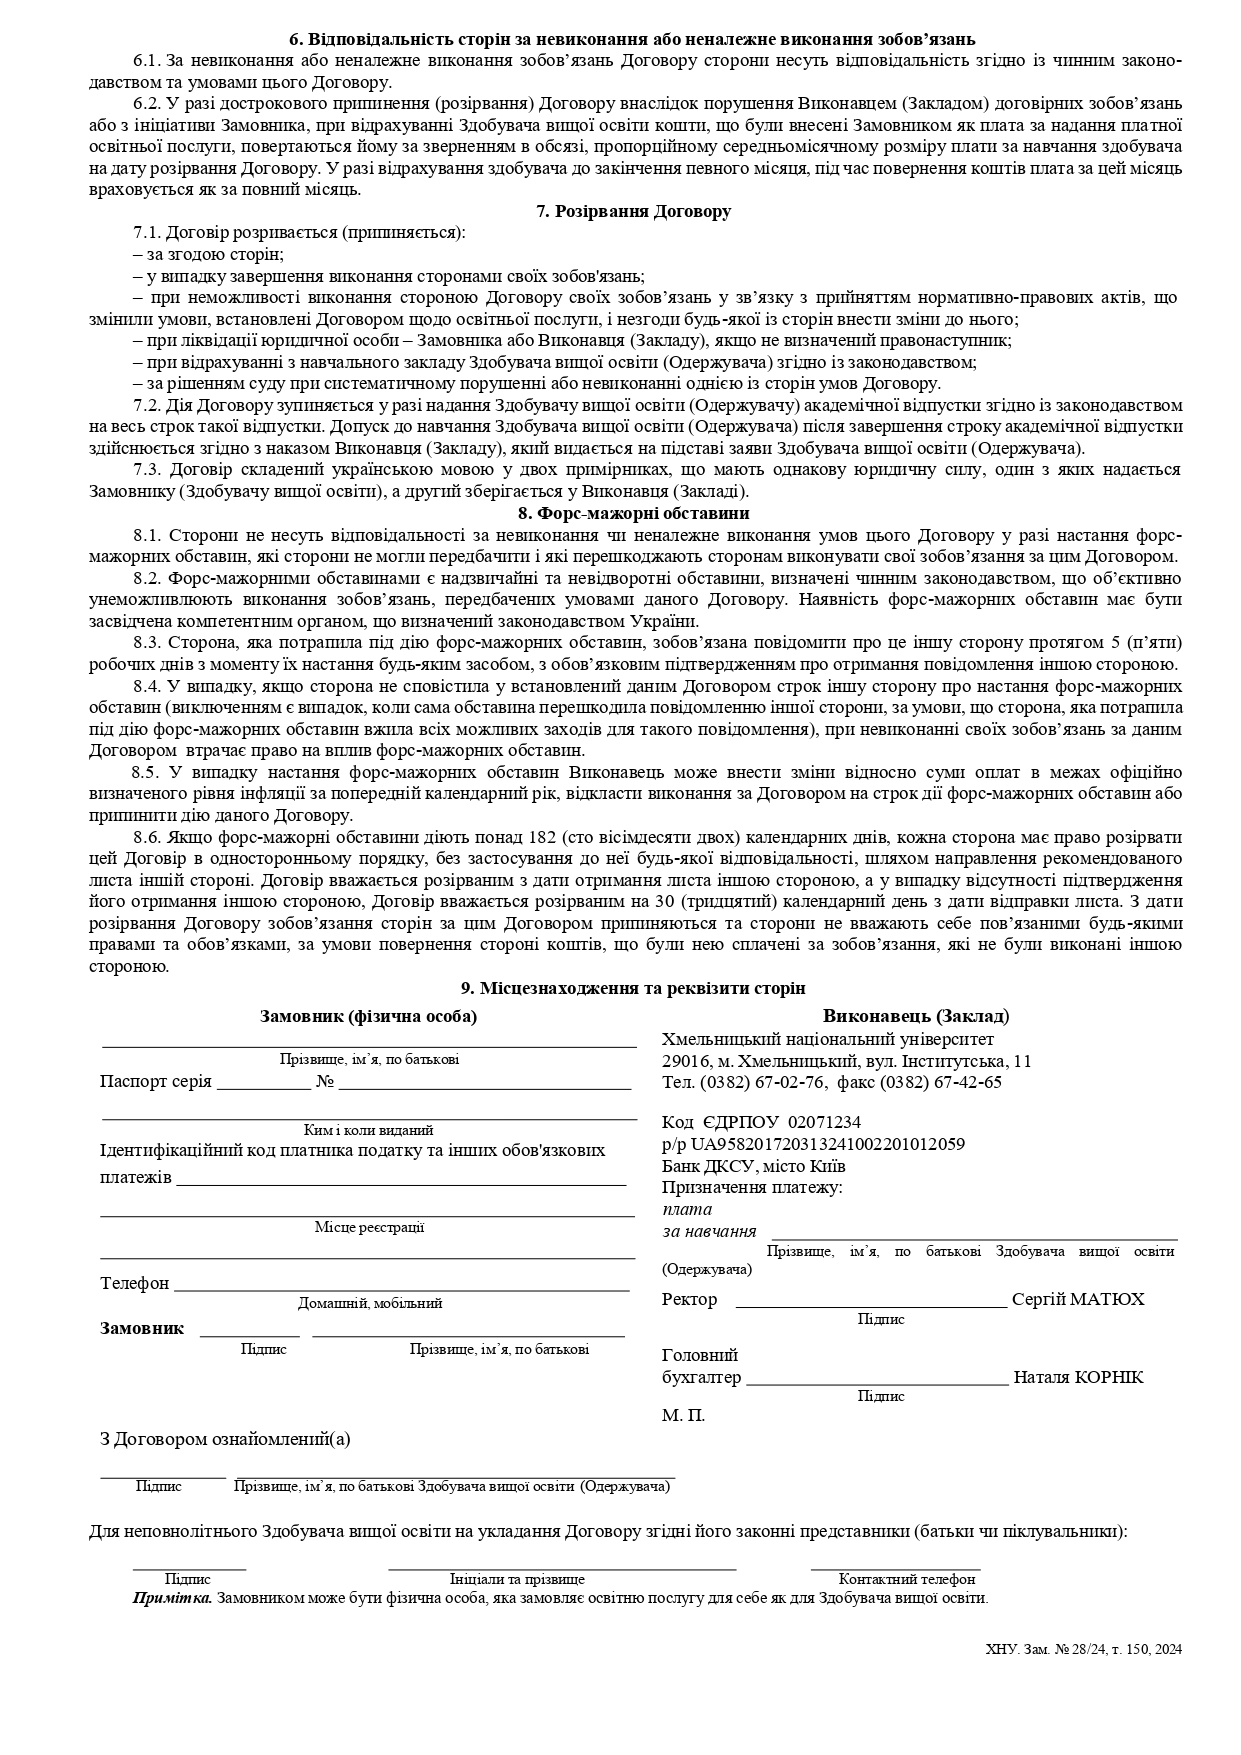 6. Відповідальність сторін за невиконання або неналежне виконання зобов’язань
6.1. За невиконання або неналежне виконання зобов’язань Договору сторони несуть відповідальність згідно із чинним законо-
давством та умовами цього Договору.
6.2. У разі дострокового припинення (розірвання) Договору внаслідок порушення Виконавцем (Закладом) договірних зобов’язань
або з ініціативи Замовника, при відрахуванні Здобувача вищої освіти кошти, що були внесені Замовником як плата за надання платної
освітньої послуги, повертаються йому за зверненням в обсязі, пропорційному середньомісячному розміру плати за навчання здобувача
на дату розірвання Договору. У разі відрахування здобувача до закінчення певного місяця, під час повернення коштів плата за цей місяць
враховується як за повний місяць.
7. Розірвання Договору
7.1. Договір розривається (припиняється):
– за згодою сторін;
– у випадку завершення виконання сторонами своїх зобов'язань;
– при неможливості виконання стороною Договору своїх зобов’язань у зв’язку з прийняттям нормативно-правових актів, що
змінили умови, встановлені Договором щодо освітньої послуги, і незгоди будь-якої із сторін внести зміни до нього;
– при ліквідації юридичної особи – Замовника або Виконавця (Закладу), якщо не визначений правонаступник;
– при відрахуванні з навчального закладу Здобувача вищої освіти (Одержувача) згідно із законодавством;
– за рішенням суду при систематичному порушенні або невиконанні однією із сторін умов Договору.
7.2. Дія Договору зупиняється у разі надання Здобувачу вищої освіти (Одержувачу) академічної відпустки згідно із законодавством
на весь строк такої відпустки. Допуск до навчання Здобувача вищої освіти (Одержувача) після завершення строку академічної відпустки
здійснюється згідно з наказом Виконавця (Закладу), який видається на підставі заяви Здобувача вищої освіти (Одержувача).
7.3. Договір складений українською мовою у двох примірниках, що мають однакову юридичну силу, один з яких надається
Замовнику (Здобувачу вищої освіти), а другий зберігається у Виконавця (Закладі).
8. Форс-мажорні обставини
8.1. Сторони не несуть відповідальності за невиконання чи неналежне виконання умов цього Договору у разі настання форс-
мажорних обставин, які сторони не могли передбачити і які перешкоджають сторонам виконувати свої зобов’язання за цим Договором.
8.2. Форс-мажорними обставинами є надзвичайні та невідворотні обставини, визначені чинним законодавством, що об’єктивно
унеможливлюють виконання зобов’язань, передбачених умовами даного Договору. Наявність форс-мажорних обставин має бути
засвідчена компетентним органом, що визначений законодавством України.
8.3. Сторона, яка потрапила під дію форс-мажорних обставин, зобов’язана повідомити про це іншу сторону протягом 5 (п’яти)
робочих днів з моменту їх настання будь-яким засобом, з обов’язковим підтвердженням про отримання повідомлення іншою стороною.
8.4. У випадку, якщо сторона не сповістила у встановлений даним Договором строк іншу сторону про настання форс-мажорних
обставин (виключенням є випадок, коли сама обставина перешкодила повідомленню іншої сторони, за умови, що сторона, яка потрапила
під дію форс-мажорних обставин вжила всіх можливих заходів для такого повідомлення), при невиконанні своїх зобов’язань за даним
Договором втрачає право на вплив форс-мажорних обставин.
8.5. У випадку настання форс-мажорних обставин Виконавець може внести зміни відносно суми оплат в межах офіційно
визначеного рівня інфляції за попередній календарний рік, відкласти виконання за Договором на строк дії форс-мажорних обставин або
припинити дію даного Договору.
8.6. Якщо форс-мажорні обставини діють понад 182 (сто вісімдесяти двох) календарних днів, кожна сторона має право розірвати
цей Договір в односторонньому порядку, без застосування до неї будь-якої відповідальності, шляхом направлення рекомендованого
листа іншій стороні. Договір вважається розірваним з дати отримання листа іншою стороною, а у випадку відсутності підтвердження
його отримання іншою стороною, Договір вважається розірваним на 30 (тридцятий) календарний день з дати відправки листа. З дати
розірвання Договору зобов’язання сторін за цим Договором припиняються та сторони не вважають себе пов’язаними будь-якими
правами та обов’язками, за умови повернення стороні коштів, що були нею сплачені за зобов’язання, які не були виконані іншою
стороною.
9. Місцезнаходження та реквізити сторін
Замовник (фізична особа)
Прізвище, ім’я, по батькові
Паспорт серія __________ № ______________________________
Ким і коли виданий
Ідентифікаційний код платника податку та інших обов'язкових
платежів ______________________________
Місце реєстрації
Телефон ______________________________
Домашній, мобільний
Замовник __________ ______________________________
Підпис Прізвище, ім’я, по батькові
Виконавець (Заклад)
Хмельницький національний університет
29016, м. Хмельницький, вул. Інститутська, 11
Тел. (0382) 67-02-76, факс (0382) 67-42-65
Код ЄДРПОУ 02071234
р/р UA958201720313241002201012059
Банк ДКСУ, місто Київ
Призначення платежу:
плата
за навчання ______________________________
Прізвище, ім’я, по батькові Здобувача вищої освіти
(Одержувача)
Ректор ______________________________ Сергій МАТЮХ
Підпис
Головний
бухгалтер ______________________________ Наталя КОРНІК
Підпис
М. П.
З Договором ознайомлений(а)
Підпис Прізвище, ім’я, по батькові Здобувача вищої освіти (Одержувача)
Для неповнолітнього Здобувача вищої освіти на укладання Договору згідні його законні представники (батьки чи піклувальники):
Підпис Ініціали та прізвище Контактний телефон
Примітка. Замовником може бути фізична особа, яка замовляє освітню послугу для себе як для Здобувача вищої освіти.
ХНУ. Зам. № 28/24, т. 150, 2024